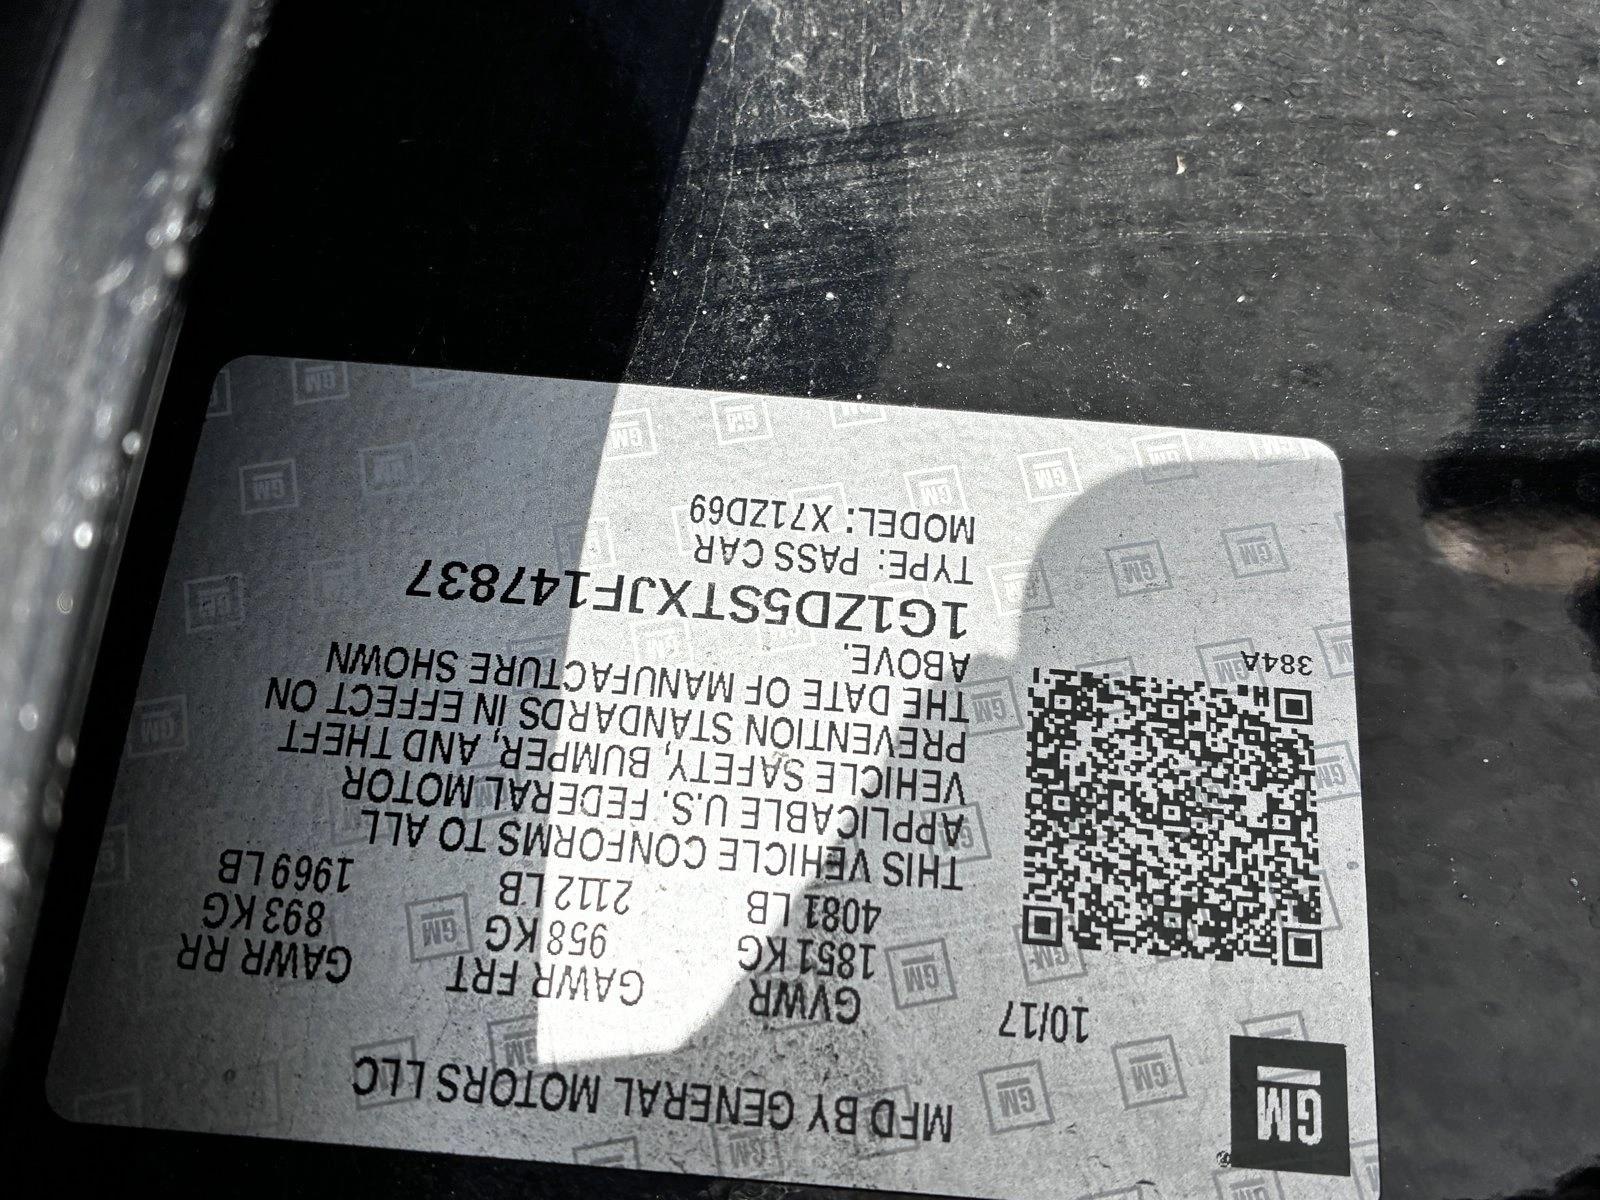 GM
MFD BY GENERAL MOTORS LLC
10/17
GVWR GAWR FRT GAWR RR
1851 KG 958 KG 893 KG
4081 LB 2112 LB 1969 LB
THIS VEHICLE CONFORMS TO ALL
APPLICABLE U.S. FEDERAL MOTOR
VEHICLE SAFETY, BUMPER, AND THEFT
PREVENTION STANDARDS IN EFFECT ON
THE DATE OF MANUFACTURE SHOWN
ABOVE.
384A
1G1ZD5STXJF147837
TYPE: PASS CAR
MODEL: X71ZD69